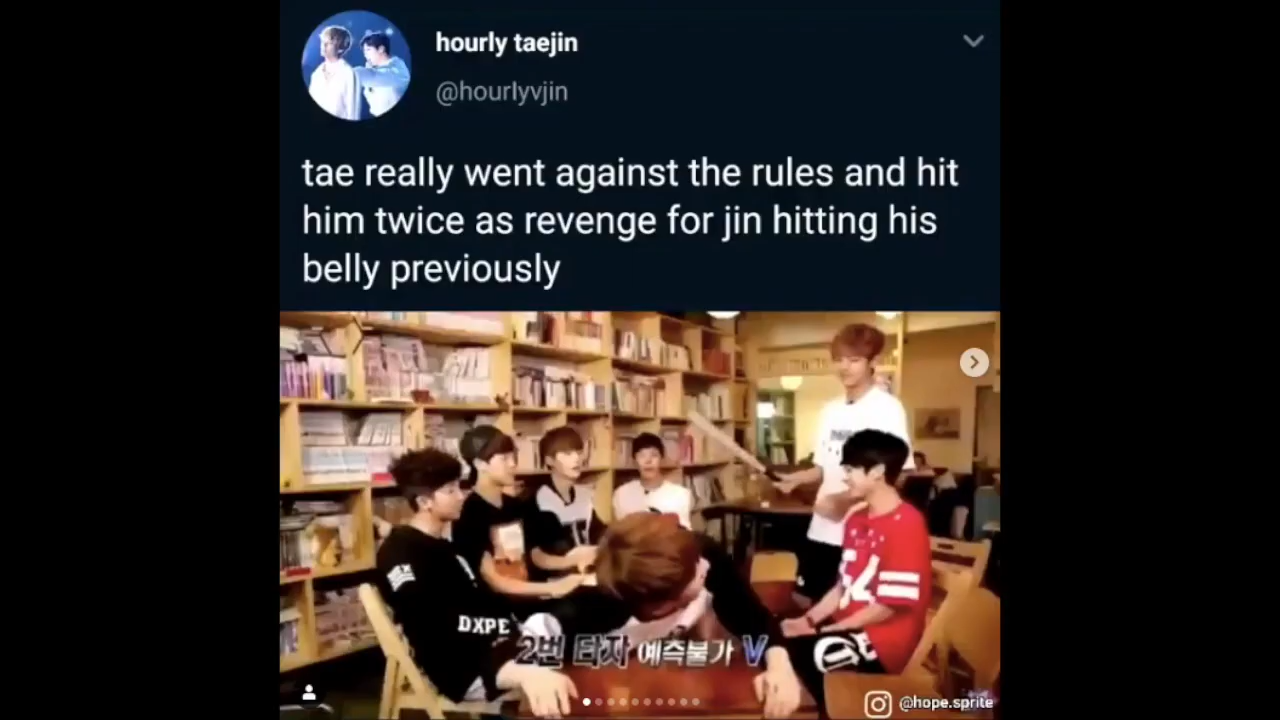 hourly taejin
@hourlyvjin
tae really went against the rules and hit
him twice as revenge for jin hitting his
belly previously
DXPE
2번 타자 예측불가 V
@hope.sprite